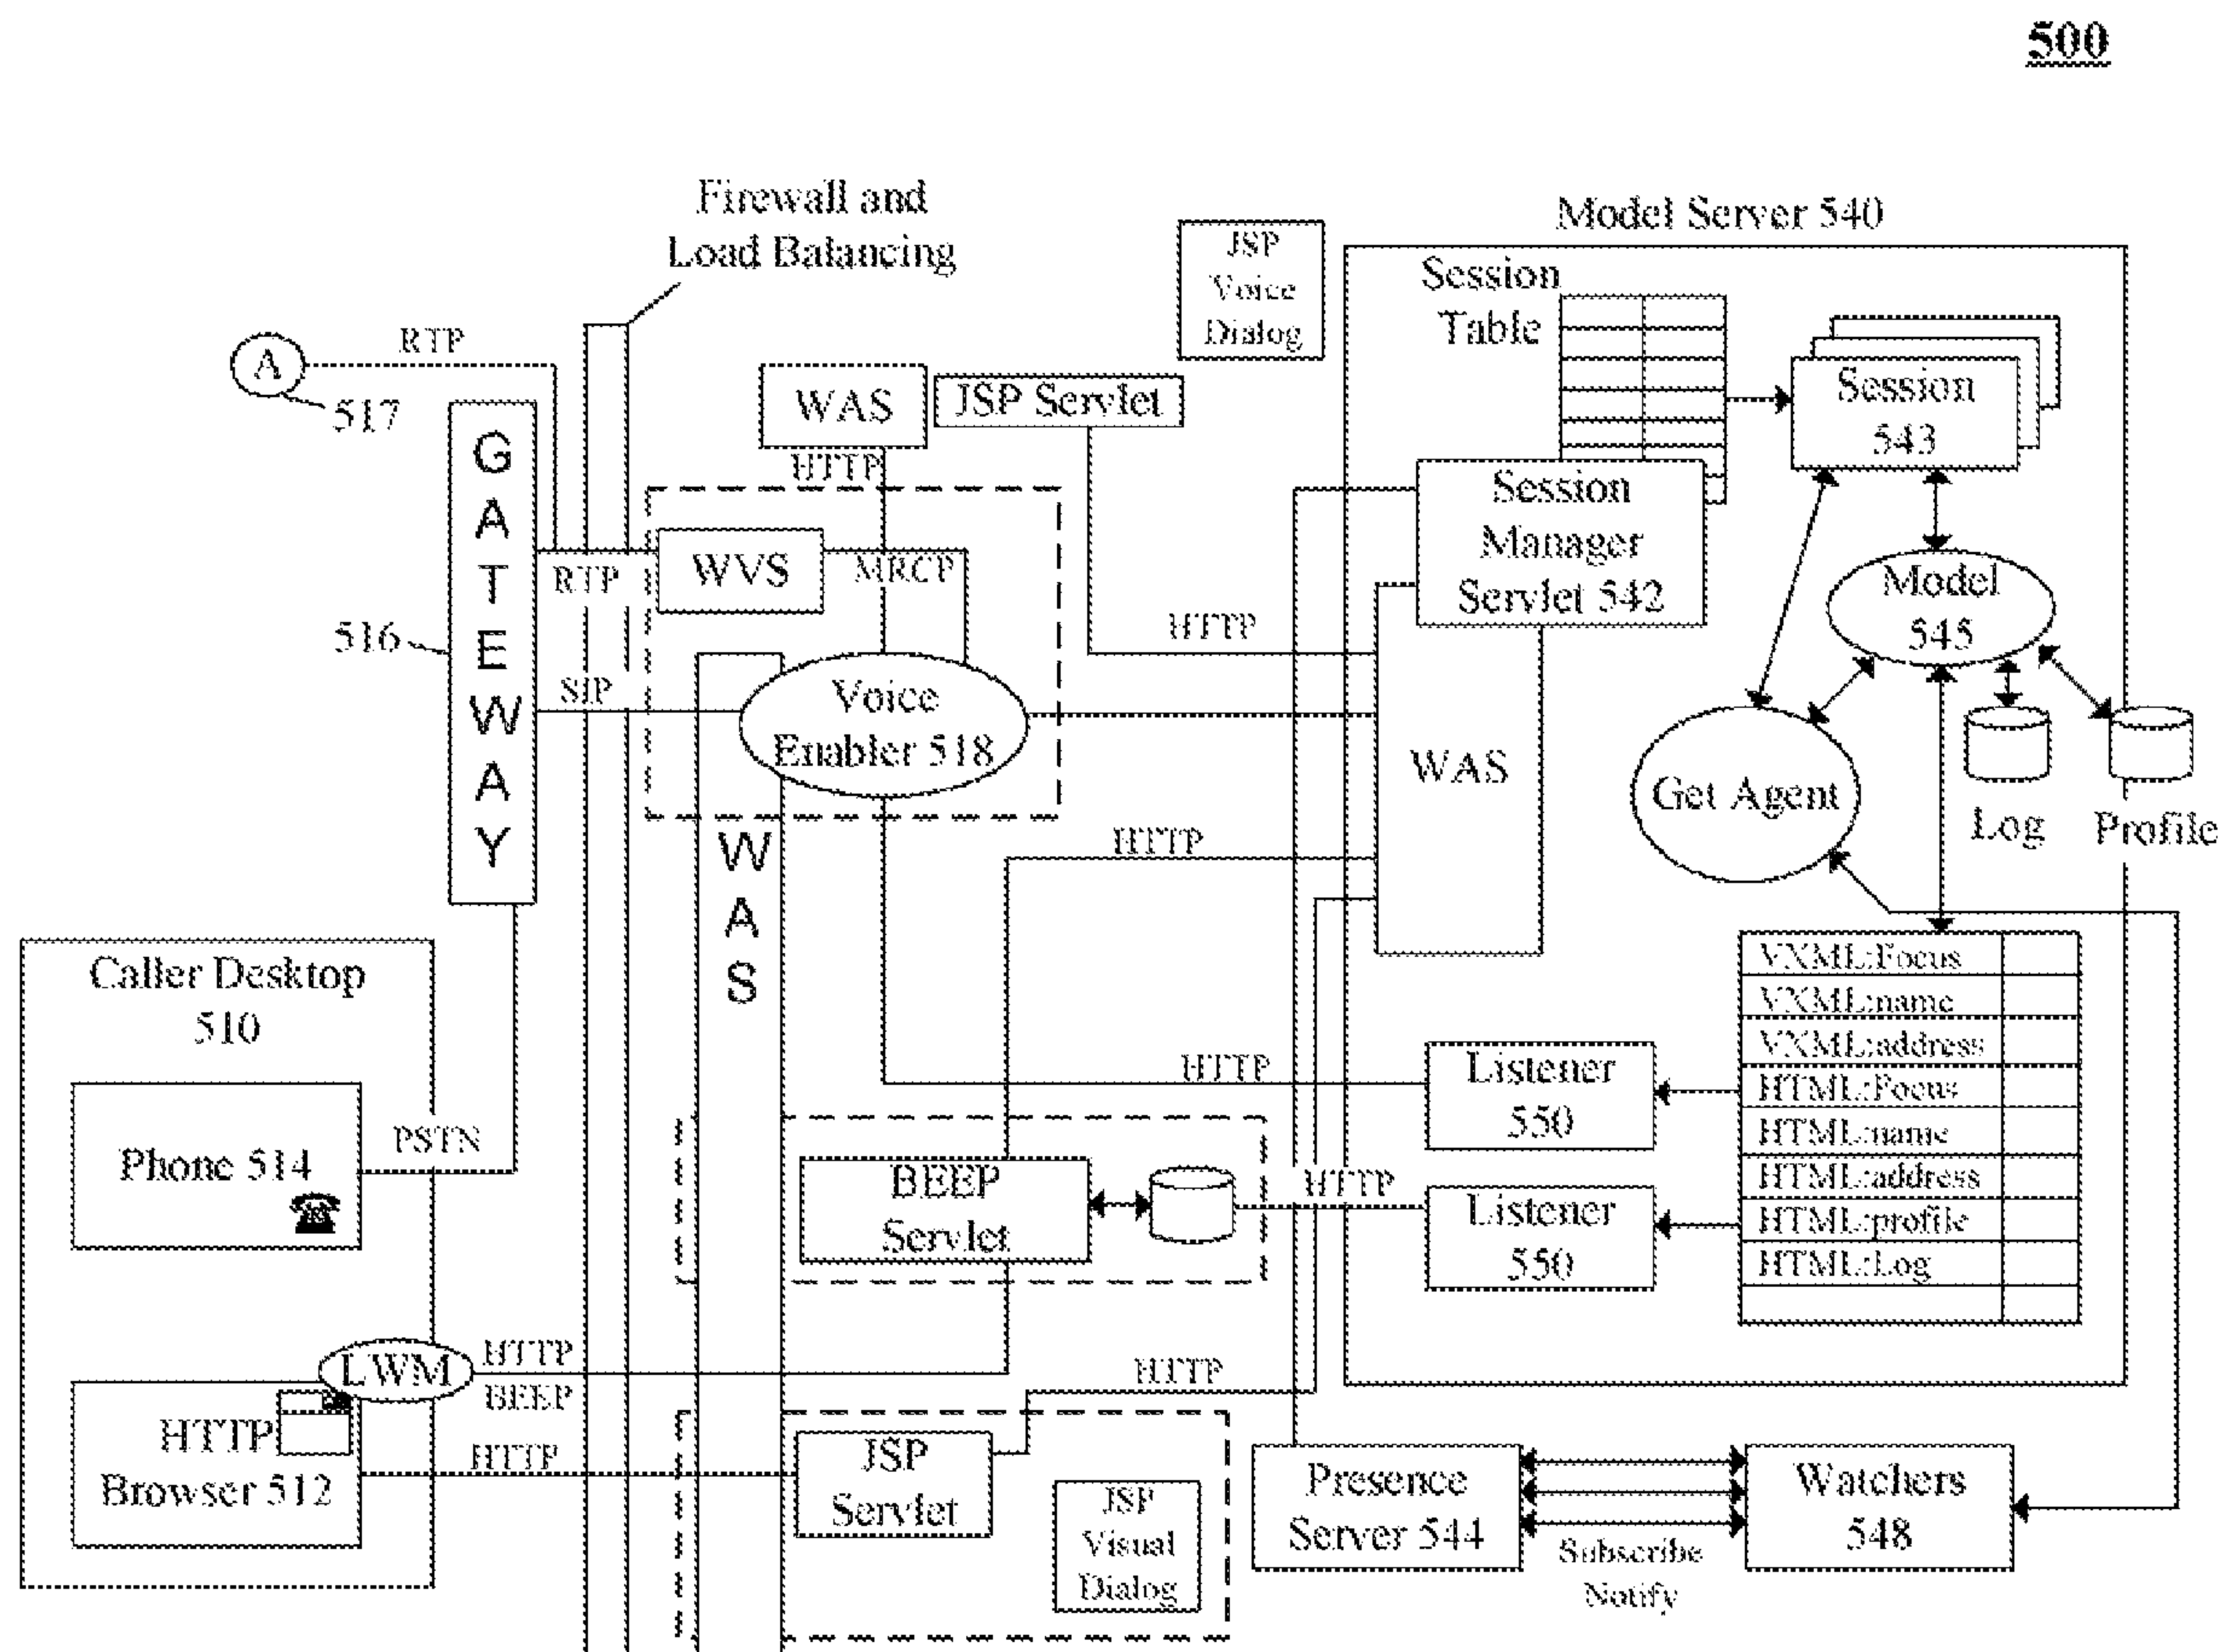 500
Firewall and
Load Balancing
Model Server 540
JSP
Voice
Dialog
Session
Table
A
RTP
517
WAS
JSP Servlet
HTTP
Session
543
GATEWAY
516
WVS
RTP
MRCP
SIP
Voice
Enabler 518
HTTP
Session
Manager
Servlet 542
Model
545
WAS
Get Agent
Log
Profile
WAS
HTTP
Caller Desktop
510
Phone 514
PSTN
HTTP
Listener
550
VXML:Focus
VXML:name
VXML:address
HTML:Focus
HTML:name
HTML:address
HTML:profile
HTML:Log
BEEP
Servlet
HTTP
Listener
550
LWM
HTTP
BEEP
HTTP
HTTP
Browser 512
HTTP
JSP
Servlet
JSP
Visual
Dialog
Presence
Server 544
Subscribe
Notify
Watchers
548